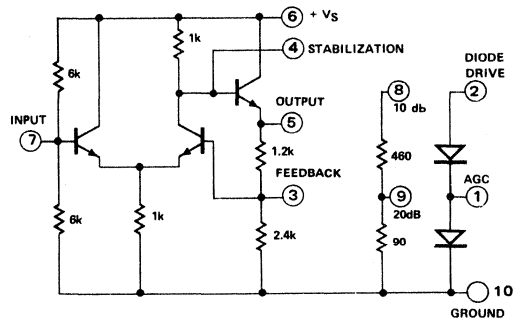 6 + VS
1k
4 STABILIZATION
6k
DIODE
DRIVE
8
2
10 db
INPUT
OUTPUT
7
5
1.2k
460
FEEDBACK
AGC
3
9
1
20dB
6k
1k
2.4k
90
10
GROUND